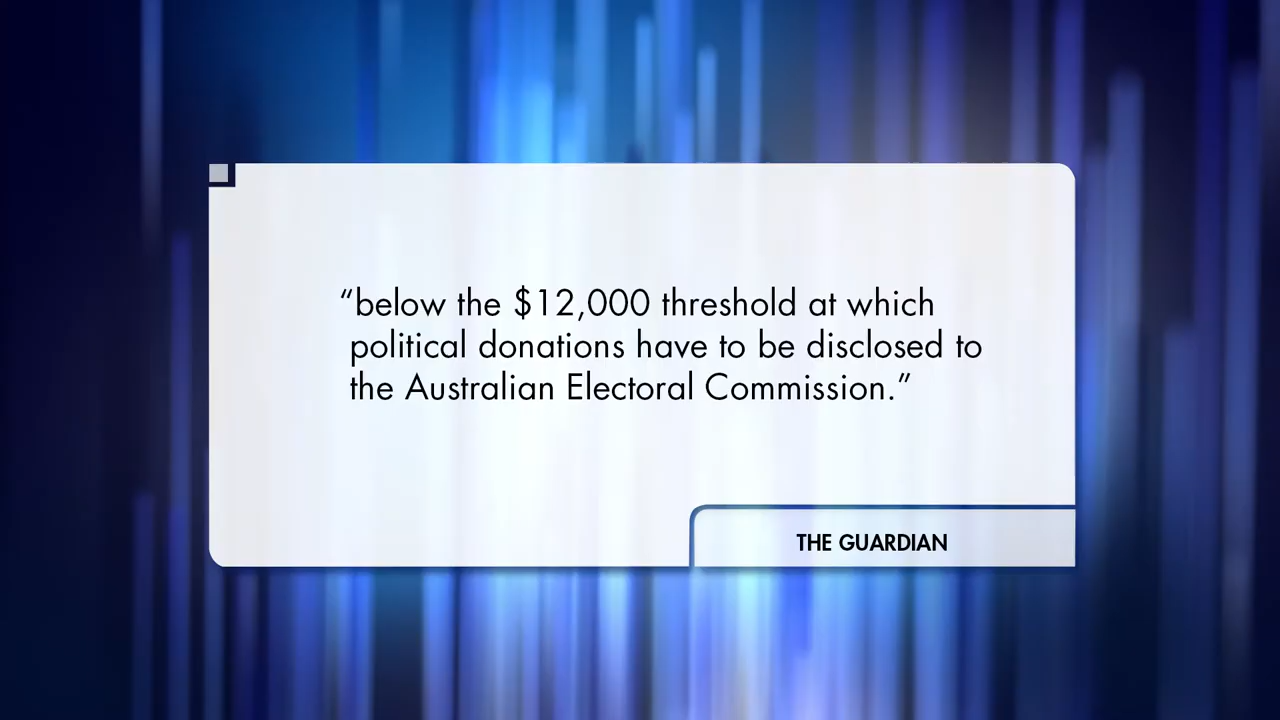 “below the $12,000 threshold at which
political donations have to be disclosed to
the Australian Electoral Commission.”
THE GUARDIAN